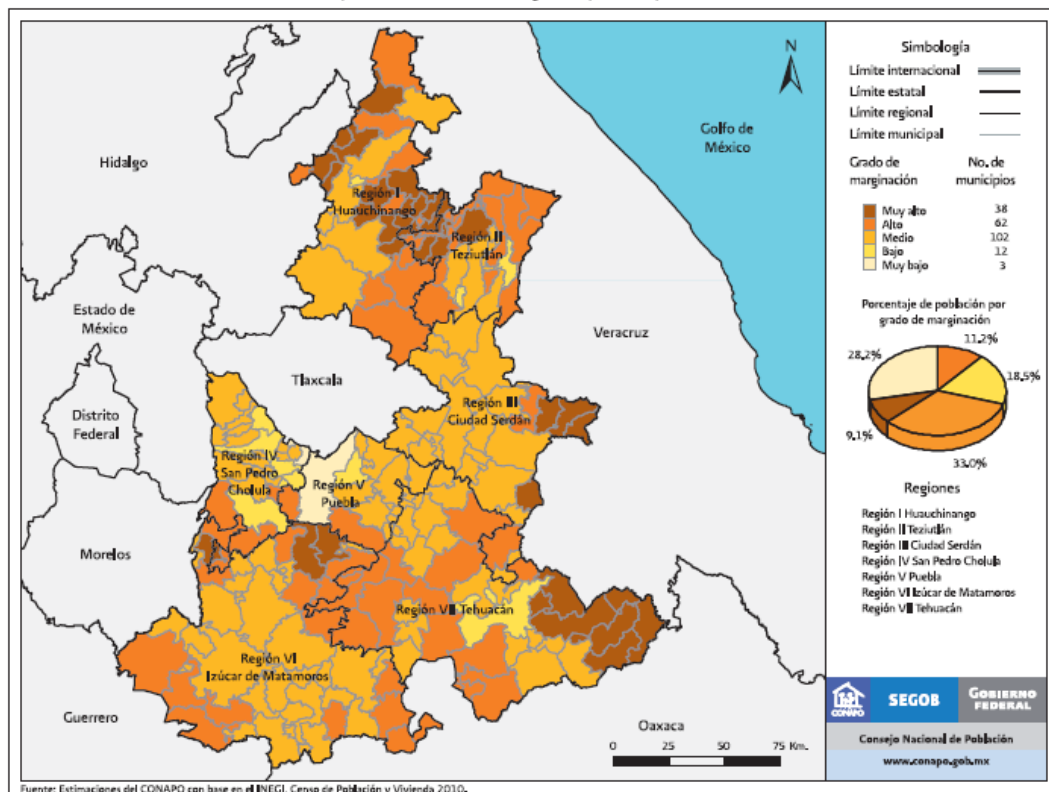 N
Golfo de
México
Hidalgo
Región I
Huauchinango
Región II
Teziutlán
Estado de
México
Veracruz
Tlaxcala
Distrito
Federal
Región III
Ciudad Serdán
Región IV
San Pedro
Cholula
Región V
Puebla
Morelos
Región VII Tehuacán
Región VI
Izúcar de Matamoros
Guerrero
Oaxaca
0 25 50 75 Km.
Simbología
Límite internacional
Límite estatal
Límite regional
Límite municipal
Grado de marginación No. de municipios
Muy alto 38
Alto 62
Medio 102
Bajo 12
Muy bajo 3
Porcentaje de población por
grado de marginación
11.2%
28.2%
18.5%
9.1%
33.0%
Regiones
Región I Huauchinango
Región II Teziutlán
Región III Ciudad Serdán
Región IV San Pedro Cholula
Región V Puebla
Región VI Izúcar de Matamoros
Región VII Tehuacán
CONAPO
SEGOB
GOBIERNO
FEDERAL
Consejo Nacional de Población
www.conapo.gob.mx
Fuente: Estimaciones del CONAPO con base en el INEGI, Censo de Población y Vivienda 2010.